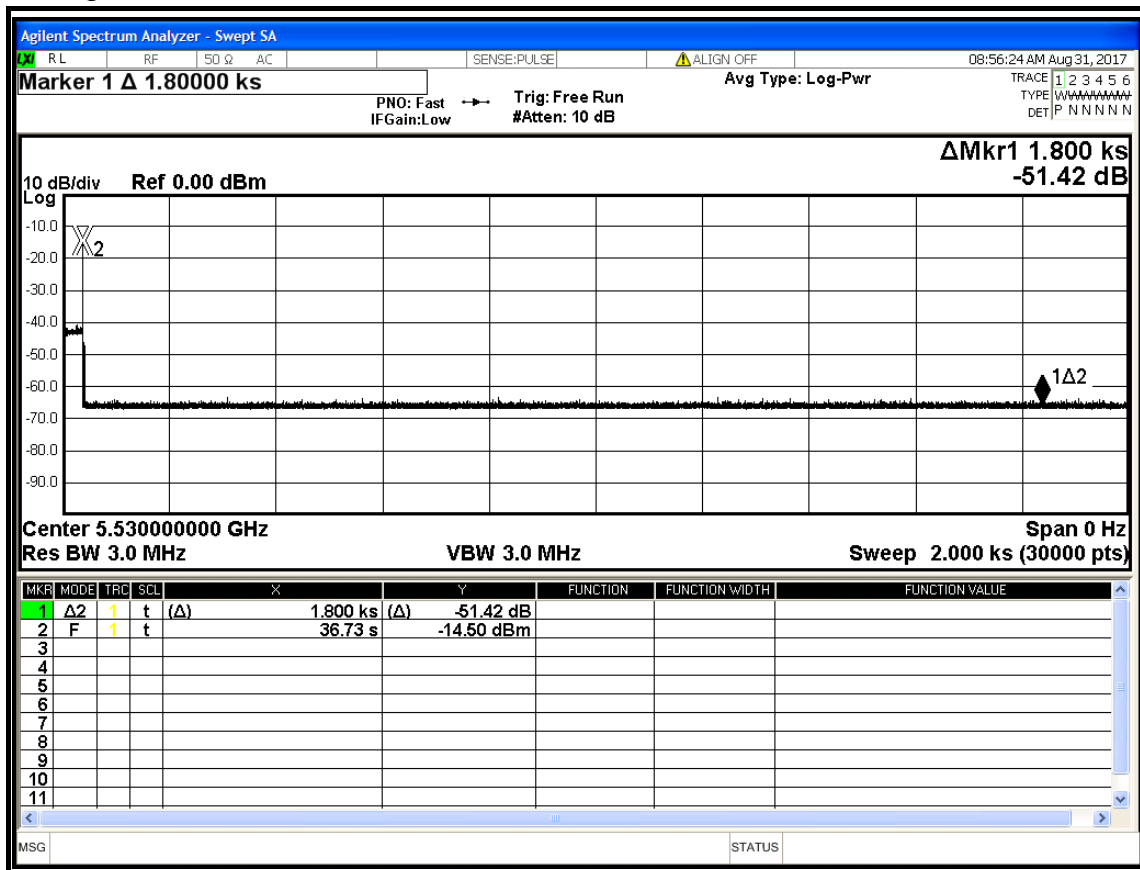 Agilent Spectrum Analyzer - Swept SA
LXI RL RF 50 Ω AC SENSE:PULSE ALIGN OFF 08:56:24 AM Aug 31, 2017
Marker 1 Δ 1.80000 ks
PNO: Fast
IFGain:Low
Trig: Free Run
#Atten: 10 dB
Avg Type: Log-Pwr
TRACE 1 2 3 4 5 6
TYPE WWWWWW
DET P N N N N N
ΔMkr1 1.800 ks
-51.42 dB
10 dB/div Ref 0.00 dBm
Log
-10.0
2
-20.0
-30.0
-40.0
-50.0
1Δ2
-60.0
-70.0
-80.0
-90.0
Center 5.530000000 GHz Span 0 Hz
Res BW 3.0 MHz VBW 3.0 MHz Sweep 2.000 ks (30000 pts)
MKR MODE TRC SCL X Y FUNCTION FUNCTION WIDTH FUNCTION VALUE
1 Δ2 1 t (Δ) 1.800 ks (Δ) -51.42 dB
2 F 1 t 36.73 s -14.50 dBm
3
4
5
6
7
8
9
10
11
MSG STATUS